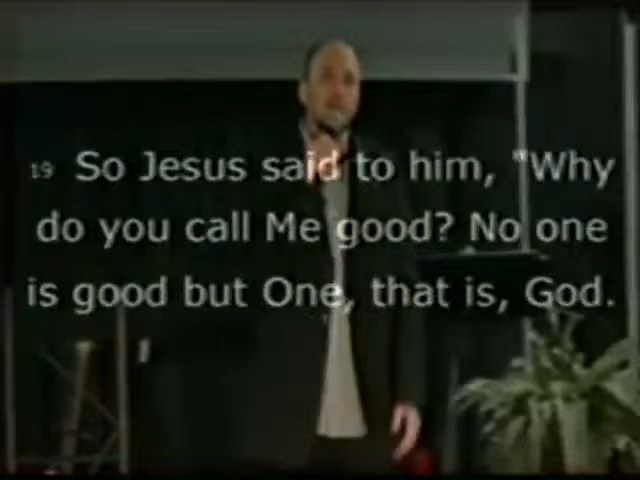 19 So Jesus said to him, "Why
do you call Me good? No one
is good but One, that is, God.